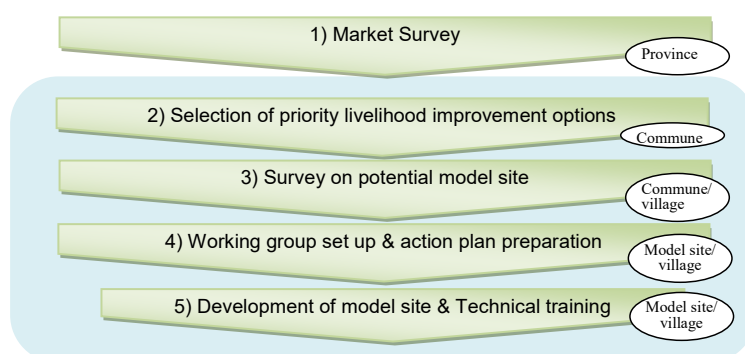 1) Market Survey
Province
2) Selection of priority livelihood improvement options
Commune
3) Survey on potential model site
Commune/
village
4) Working group set up & action plan preparation
Model site/
village
5) Development of model site & Technical training
Model site/
village